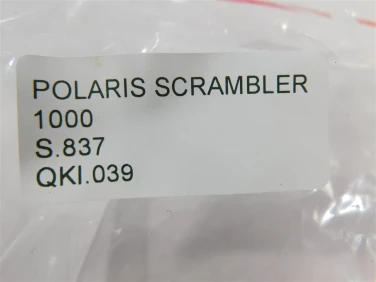 POLARIS SCRAMBLER
1000
S.837
QKI.039